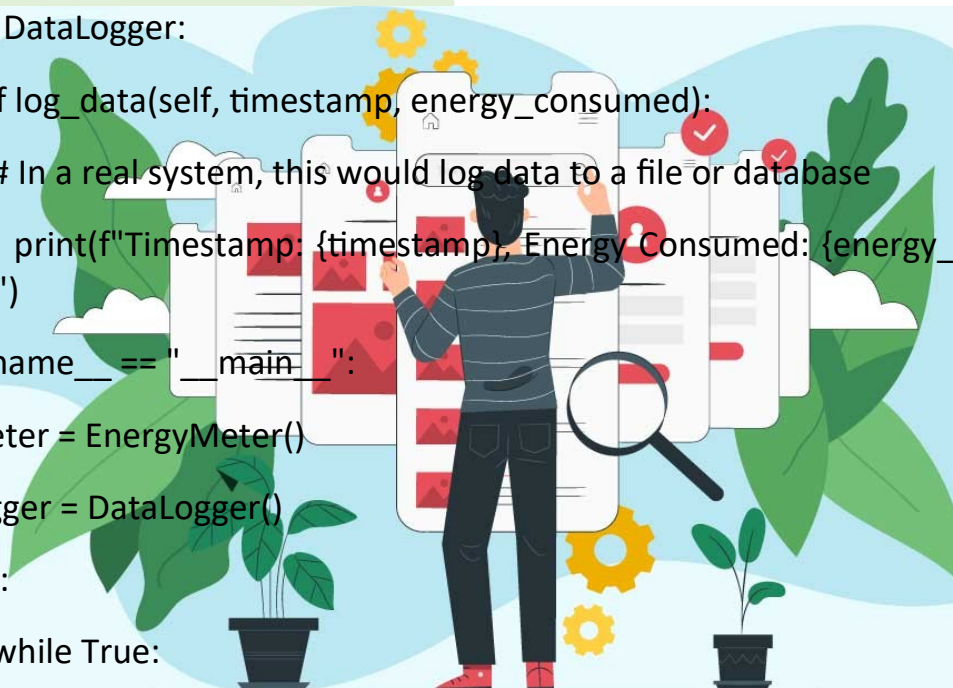 DataLogger:
f log_data(self, timestamp, energy_consumed):
# In a real system, this would log data to a file or database
print(f"Timestamp: {timestamp}, Energy Consumed: {energy_
")
name__ == "__main__":
eter = EnergyMeter()
gger = DataLogger()
:
while True: